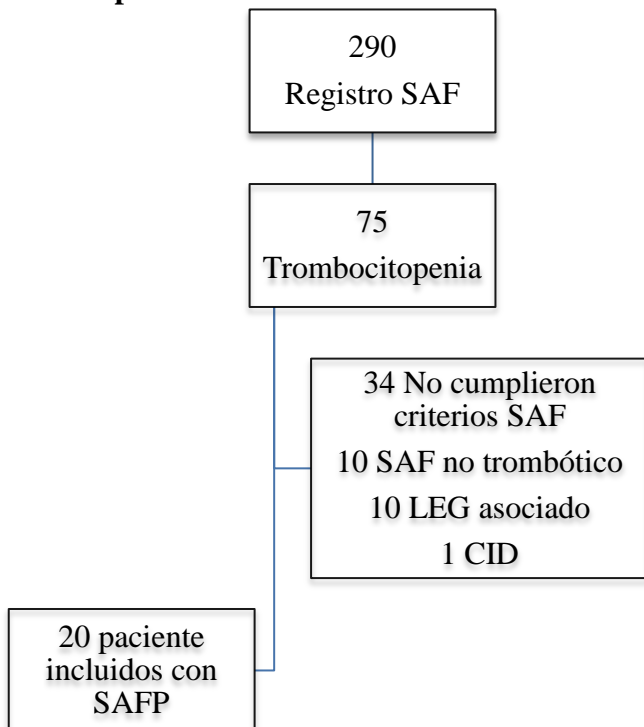 290
Registro SAF
75
Trombocitopenia
34 No cumplieron
criterios SAF
10 SAF no trombótico
10 LEG asociado
1 CID
20 paciente
incluidos con
SAFP